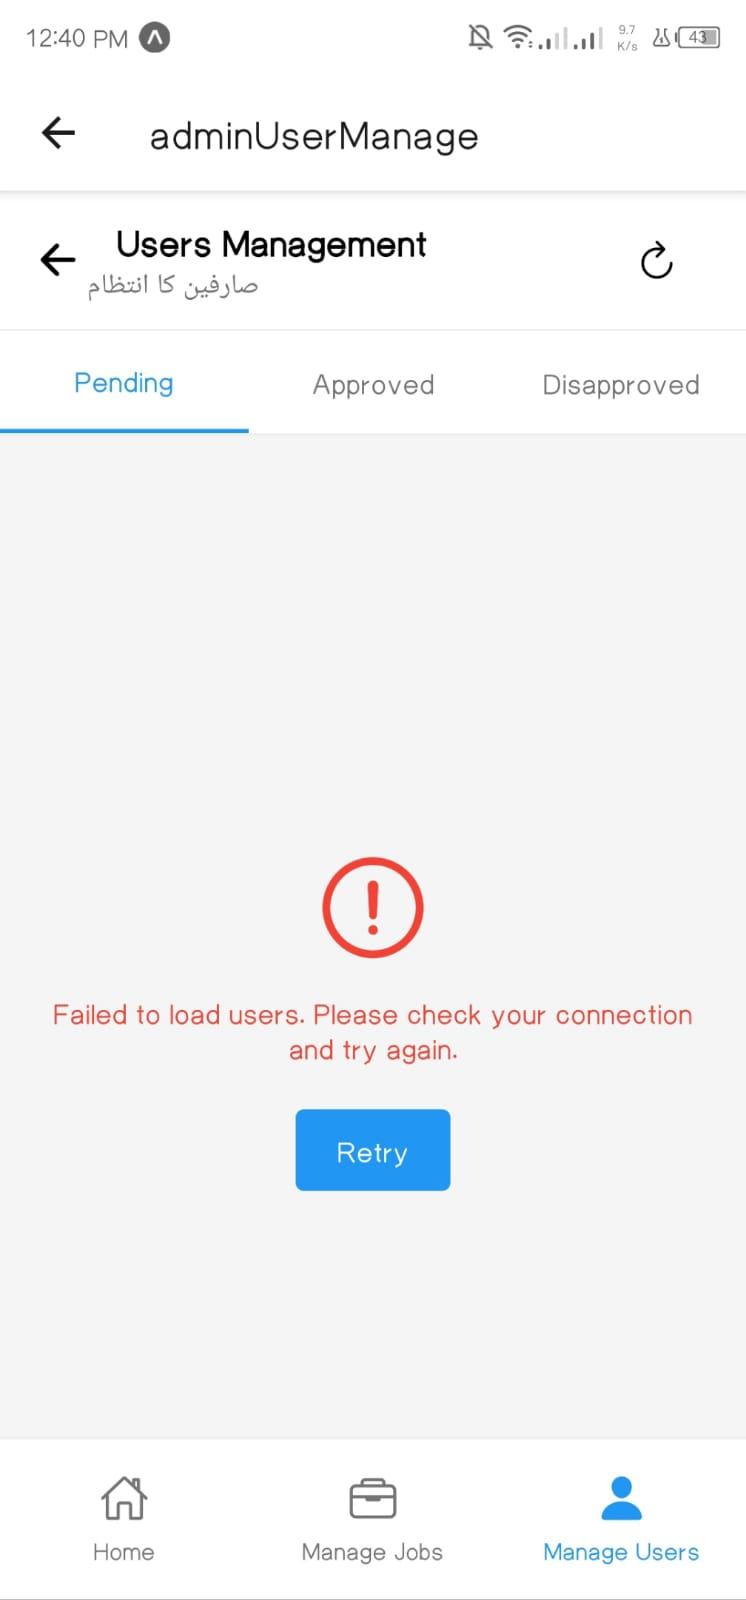 12:40 PM
9.7
K/s
43
adminUserManage
Users Management
صارفین کا انتظام
Pending
Approved
Disapproved
Failed to load users. Please check your connection
and try again.
Retry
Home
Manage Jobs
Manage Users